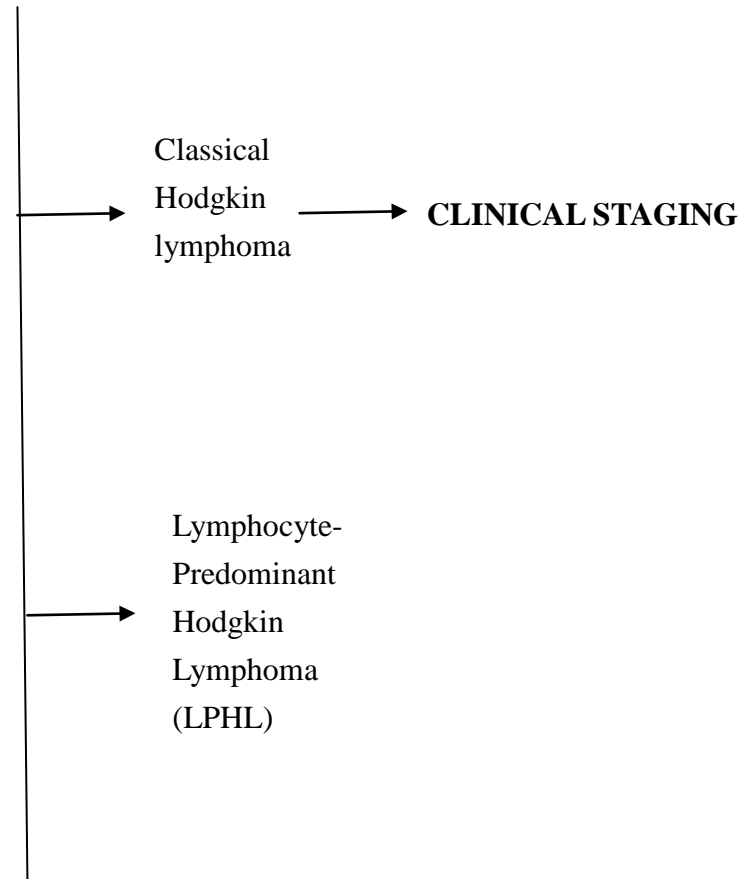 Classical
Hodgkin
lymphoma
CLINICAL STAGING
Lymphocyte-
Predominant
Hodgkin
Lymphoma
(LPHL)